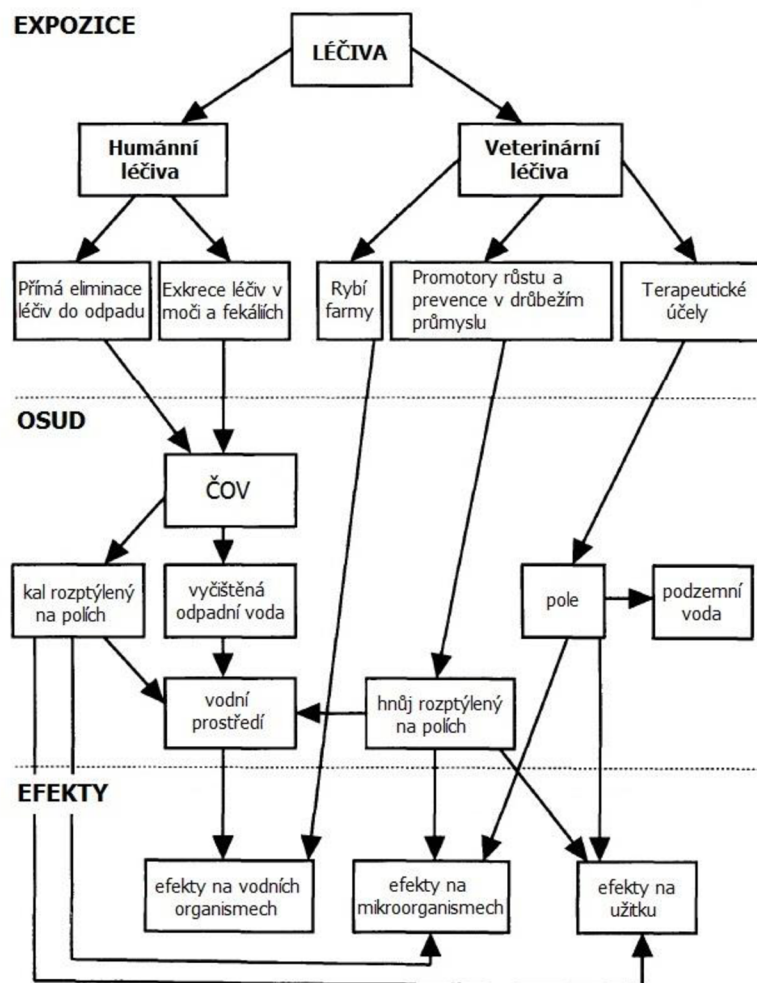 EXPOZICE
LÉČIVA
Humánní
léčiva
Veterinární
léčiva
Přímá eliminace
léčiv do odpadu
Exkrece léčiv v
moči a fekáliích
Rybí
farmy
Promotory růstu a
prevence v drůbežím
průmyslu
Terapeutické
účely
OSUD
ČOV
kal rozptýlený
na polích
vyčištěná
odpadní voda
pole
podzemní
voda
vodní
prostředí
hnůj rozptýlený
na polích
EFEKTY
efekty na vodních
organismech
efekty na
mikroorganismech
efekty na
užitku